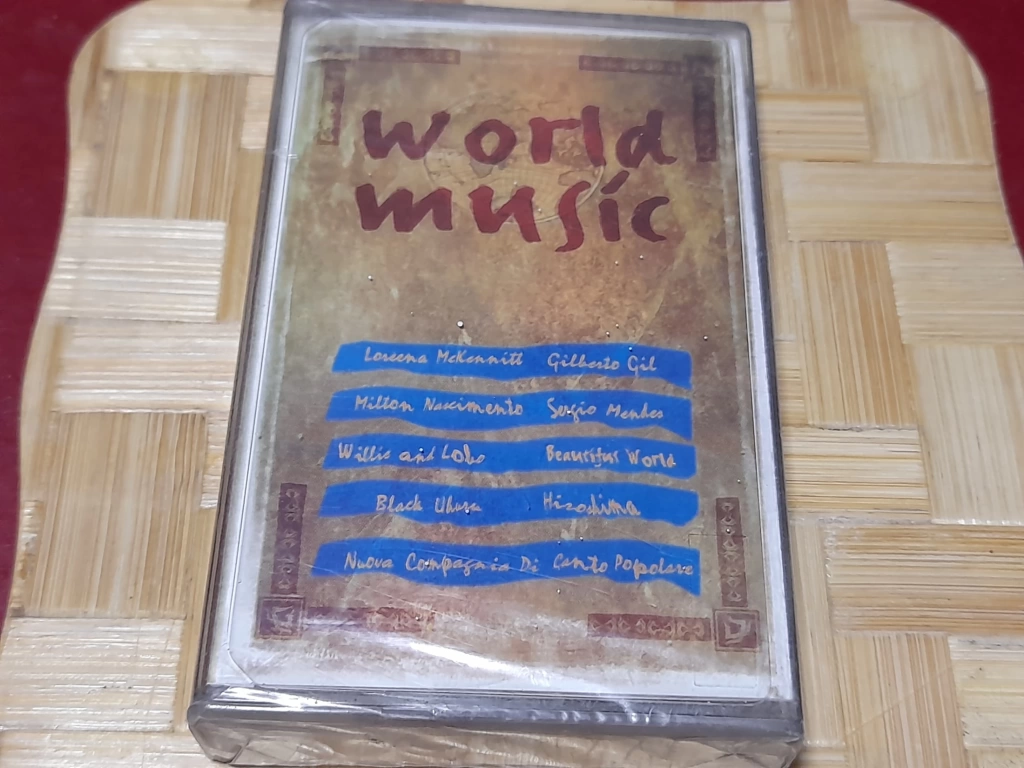 world
music
Loreena McKennitt Gilberto Gil
Milton Nascimento Sergio Mendes
Willis and Lobo Beautiful World
Black Uhuru Hiroshima
Nuova Compagnia Di Canto Popolare